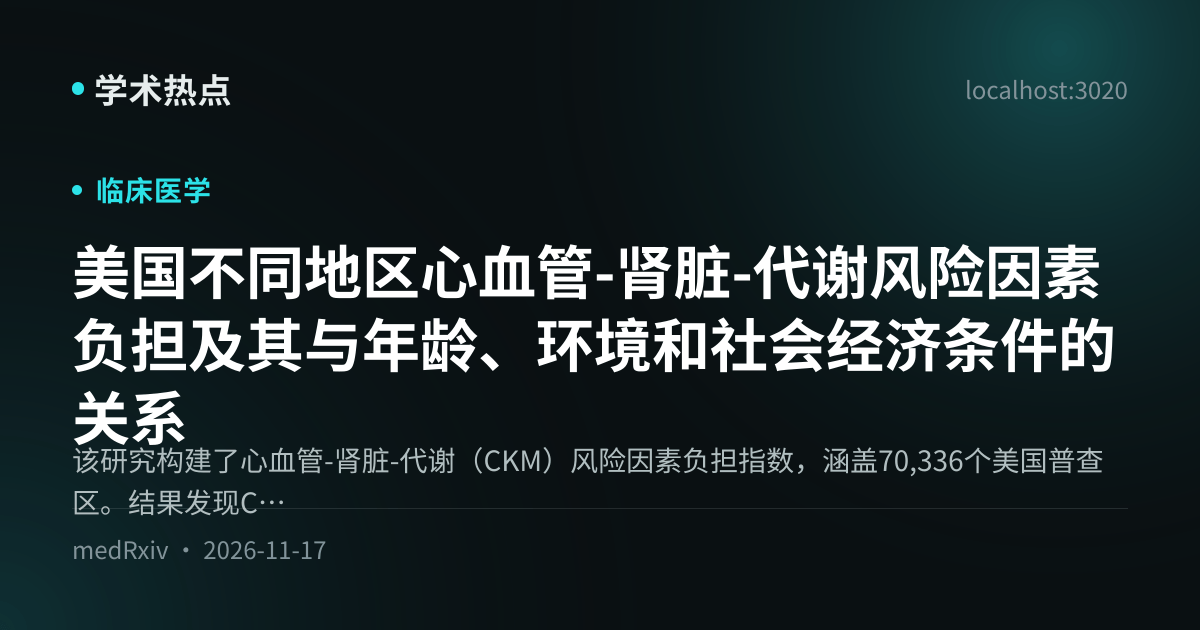 学术热点
localhost:3020
临床医学
美国不同地区心血管-肾脏-代谢风险因素
负担及其与年龄、环境和社会经济条件的
关系
该研究构建了心血管-肾脏-代谢（CKM）风险因素负担指数，涵盖70,336个美国普查
区。结果发现C…
medRxiv • 2026-11-17